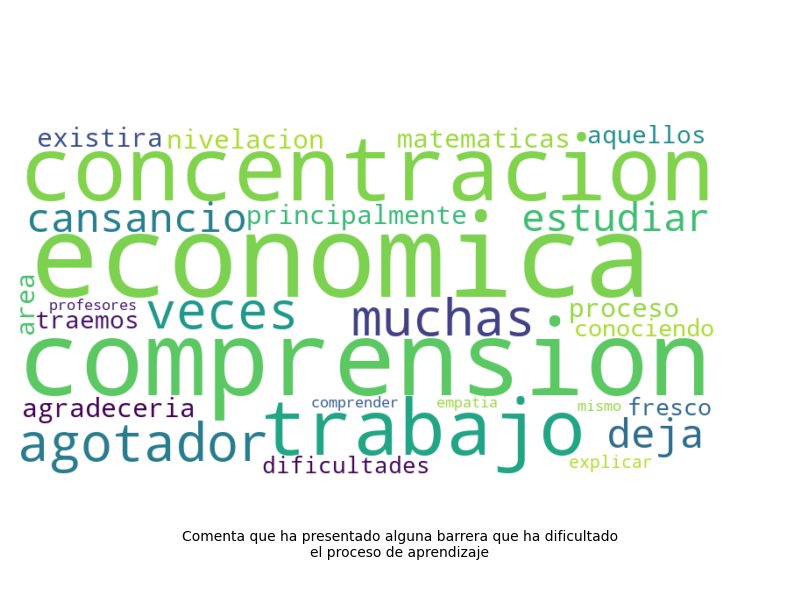 existira nivelacion matematicas aquellos
concentracion
cansancio principalmente estudiar
economica
area profesores
traemos veces muchas proceso
conociendo
comprension
agradeceria comprender empatia mismo fresco
agotador trabajo deja
dificultades explicar
Comenta que ha presentado alguna barrera que ha dificultado
el proceso de aprendizaje